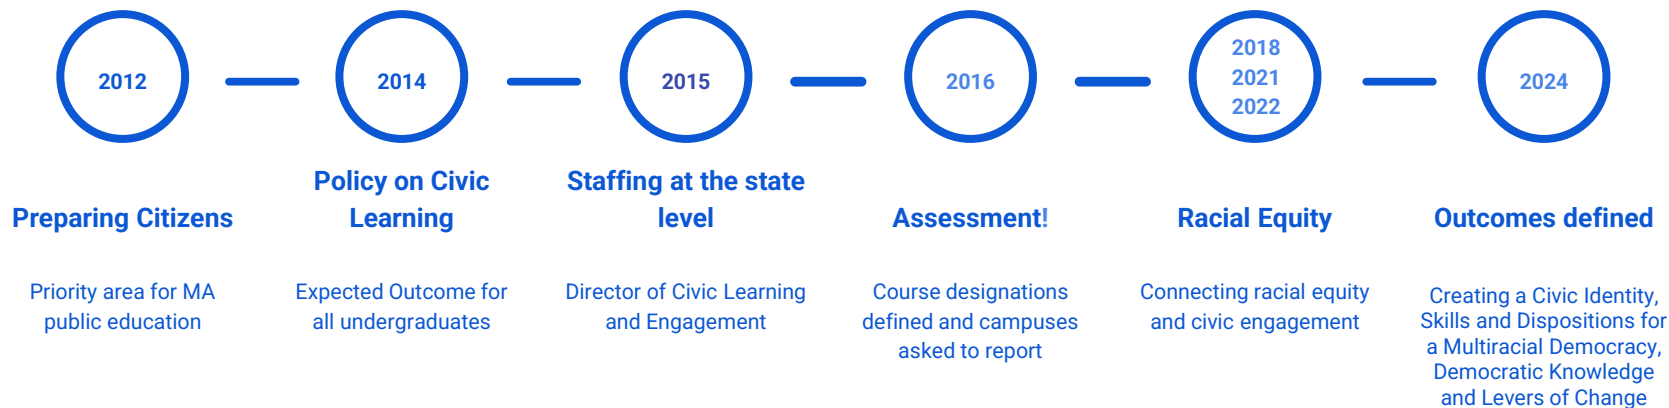 2012
Preparing Citizens
Priority area for MA
public education
2014
Policy on Civic
Learning
Expected Outcome for
all undergraduates
2015
Staffing at the state
level
Director of Civic Learning
and Engagement
2016
Assessment!
Course designations
defined and campuses
asked to report
2018
2021
2022
Racial Equity
Connecting racial equity
and civic engagement
2024
Outcomes defined
Creating a Civic Identity,
Skills and Dispositions for
a Multiracial Democracy,
Democratic Knowledge
and Levers of Change